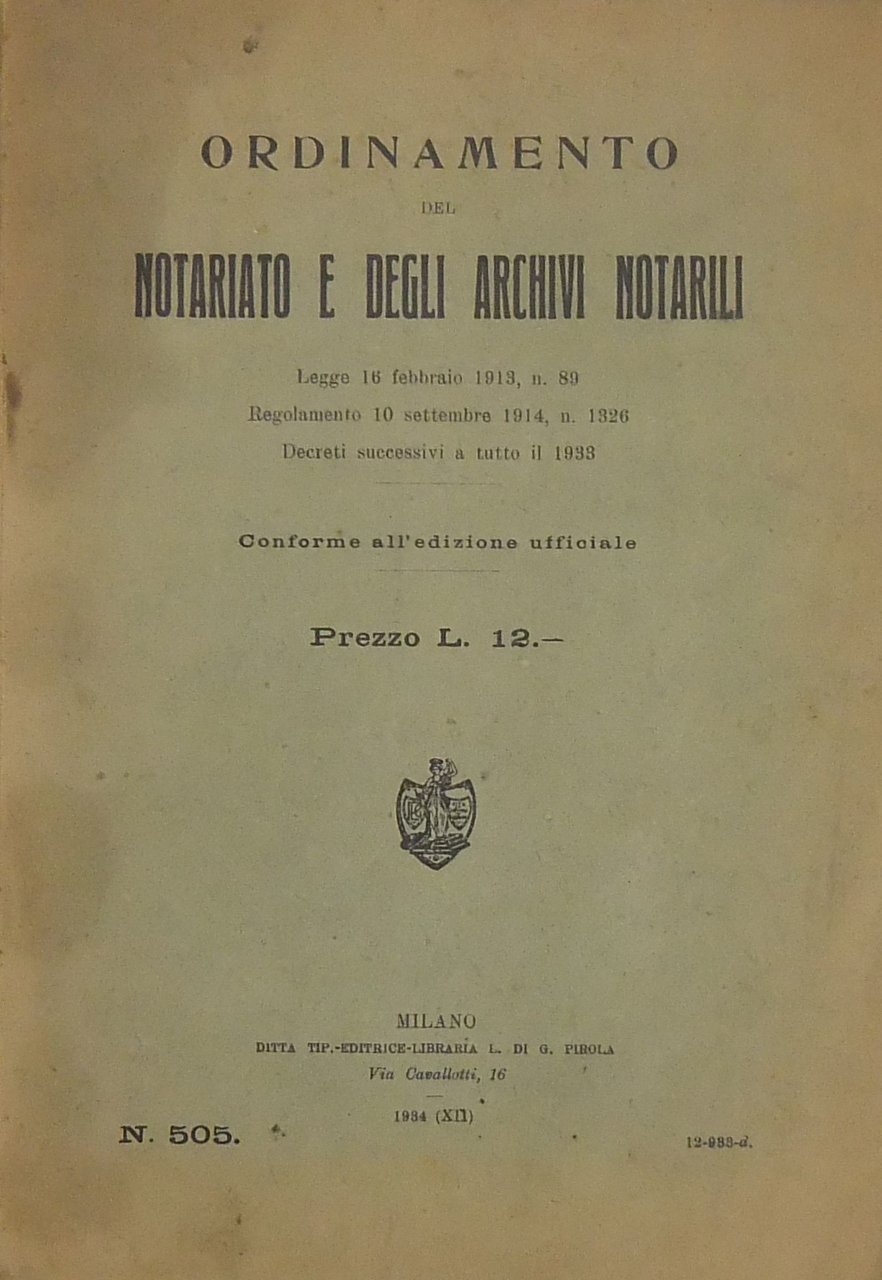 ORDINAMENTO
DEL
NOTARIATO E DEGLI ARCHIVI NOTARILI
Legge 16 febbraio 1913, n. 89
Regolamento 10 settembre 1914, n. 1326
Decreti successivi a tutto il 1933
Conforme all'edizione ufficiale
Prezzo L. 12.—
MILANO
DITTA TIP.-EDITRICE-LIBRARIA L. DI G. PIROLA
Via Cavallotti, 16
1934 (XII)
N. 505.
12-933-d.